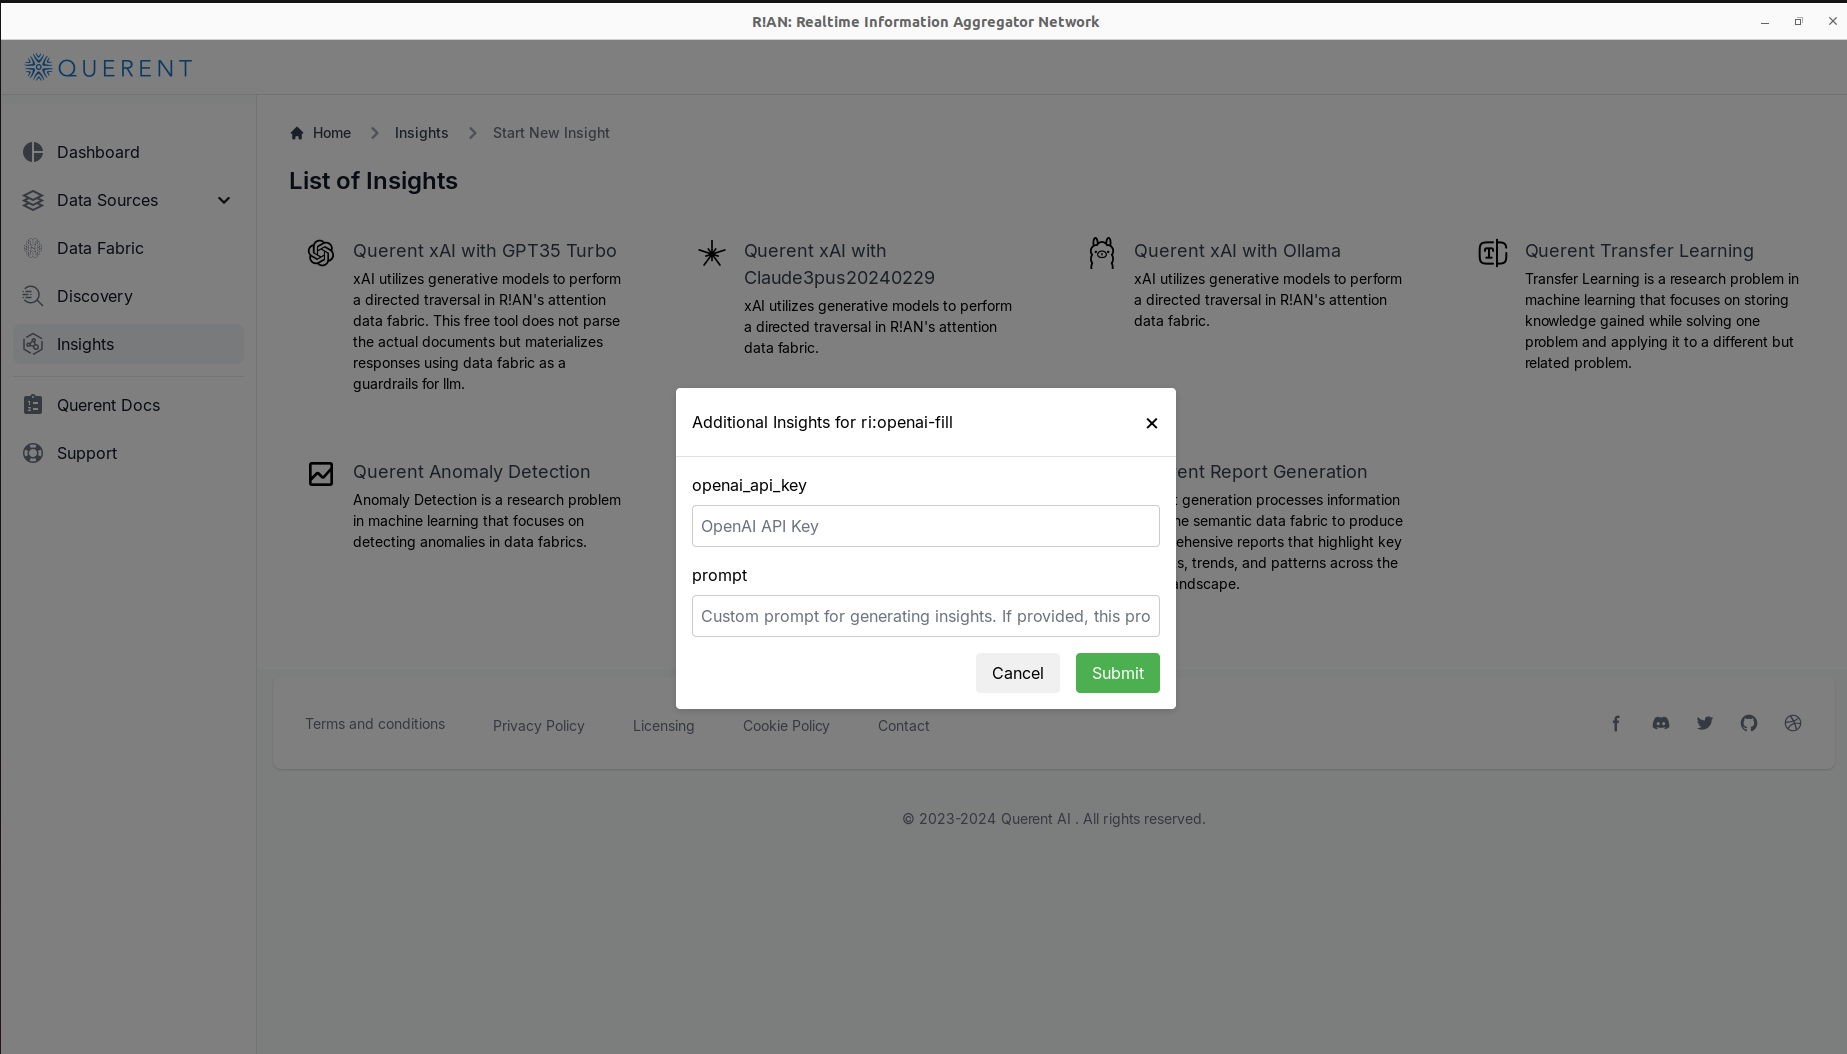 R!AN: Realtime Information Aggregator Network
QUERENT
Dashboard
Data Sources
Data Fabric
Discovery
Insights
Querent Docs
Support
Home
Insights
Start New Insight
List of Insights
Querent xAI with GPT35 Turbo
xAI utilizes generative models to perform
a directed traversal in R!AN's attention
data fabric. This free tool does not parse
the actual documents but materializes
responses using data fabric as a
guardrails for llm.
Querent xAI with
Claude3pus20240229
xAI utilizes generative models to perform
a directed traversal in R!AN's attention
data fabric.
Querent xAI with Ollama
xAI utilizes generative models to perform
a directed traversal in R!AN's attention
data fabric.
Querent Transfer Learning
Transfer Learning is a research problem in
machine learning that focuses on storing
knowledge gained while solving one
problem and applying it to a different but
related problem.
Querent Anomaly Detection
Anomaly Detection is a research problem
in machine learning that focuses on
detecting anomalies in data fabrics.
ent Report Generation
generation processes information
semantic data fabric to produce
ehensive reports that highlight key
s, trends, and patterns across the
andscape.
Additional Insights for ri:openai-fill
openai_api_key
OpenAI API Key
prompt
Custom prompt for generating insights. If provided, this pro
Cancel
Submit
Terms and conditions
Privacy Policy
Licensing
Cookie Policy
Contact
© 2023-2024 Querent AI . All rights reserved.